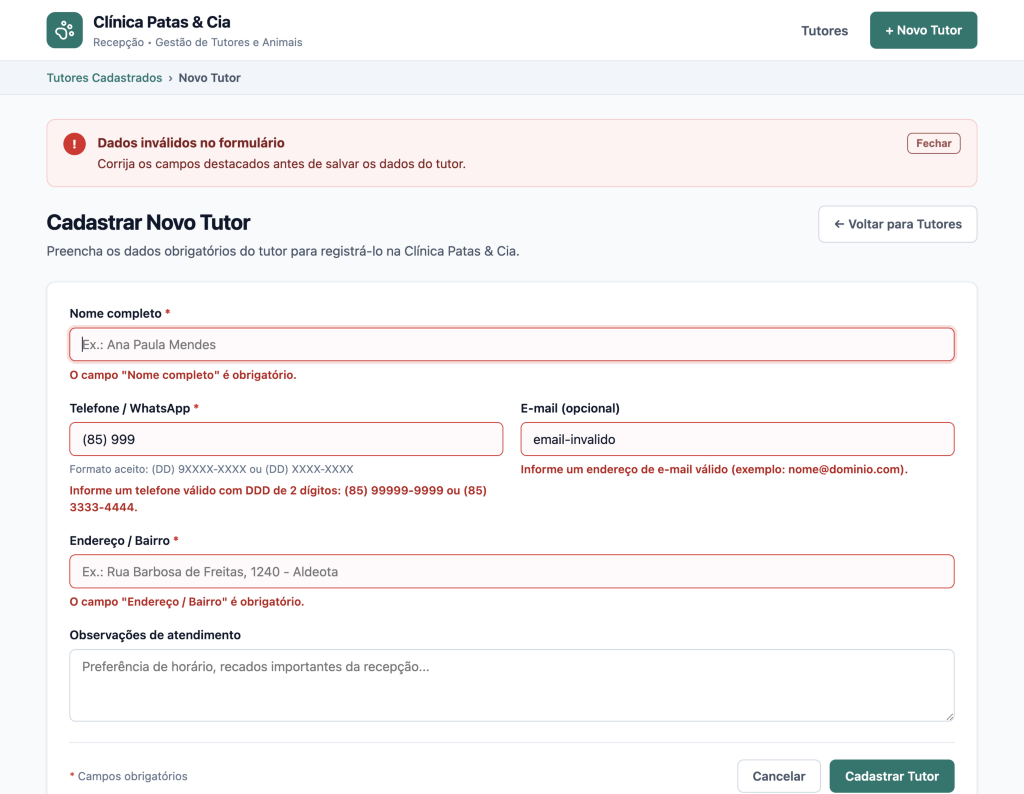 Clínica Patas & Cia
Recepção • Gestão de Tutores e Animais
Tutores
+ Novo Tutor
Tutores Cadastrados › Novo Tutor
!
Dados inválidos no formulário
Corrija os campos destacados antes de salvar os dados do tutor.
Fechar
Cadastrar Novo Tutor
Preencha os dados obrigatórios do tutor para registrá-lo na Clínica Patas & Cia.
← Voltar para Tutores
Nome completo *
Ex.: Ana Paula Mendes
O campo "Nome completo" é obrigatório.
Telefone / WhatsApp *
(85) 999
Formato aceito: (DD) 9XXXX-XXXX ou (DD) XXXX-XXXX
Informe um telefone válido com DDD de 2 dígitos: (85) 99999-9999 ou (85)
3333-4444.
E-mail (opcional)
email-invalido
Informe um endereço de e-mail válido (exemplo: nome@dominio.com).
Endereço / Bairro *
Ex.: Rua Barbosa de Freitas, 1240 - Aldeota
O campo "Endereço / Bairro" é obrigatório.
Observações de atendimento
Preferência de horário, recados importantes da recepção...
* Campos obrigatórios
Cancelar
Cadastrar Tutor